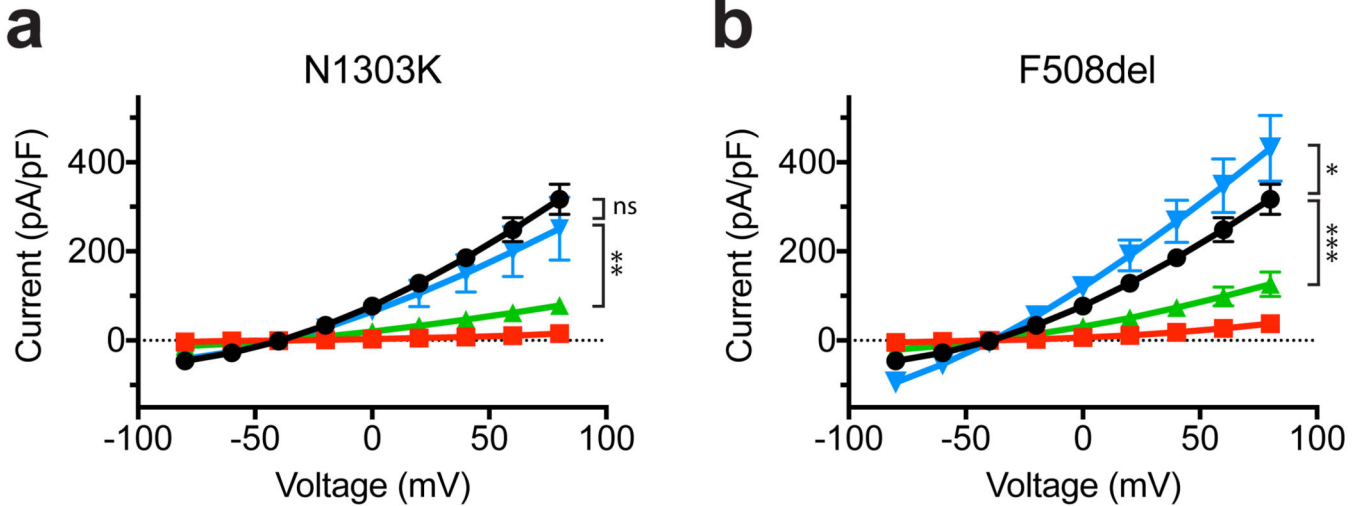 a
N1303K
Current (pA/pF)
400
200
0
-100 -50 0 50 100
Voltage (mV)
ns
**
b
F508del
Current (pA/pF)
400
200
0
-100 -50 0 50 100
Voltage (mV)
*
***